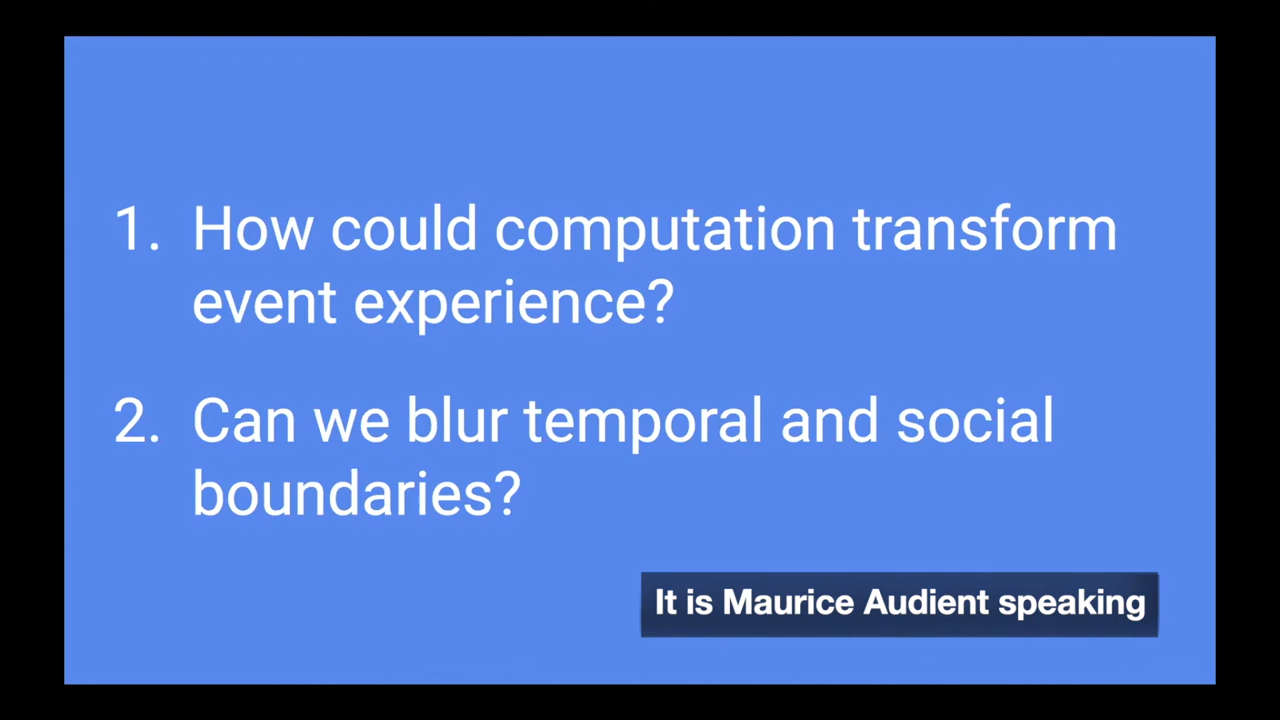 1. How could computation transform
event experience?
2. Can we blur temporal and social
boundaries?
It is Maurice Audient speaking